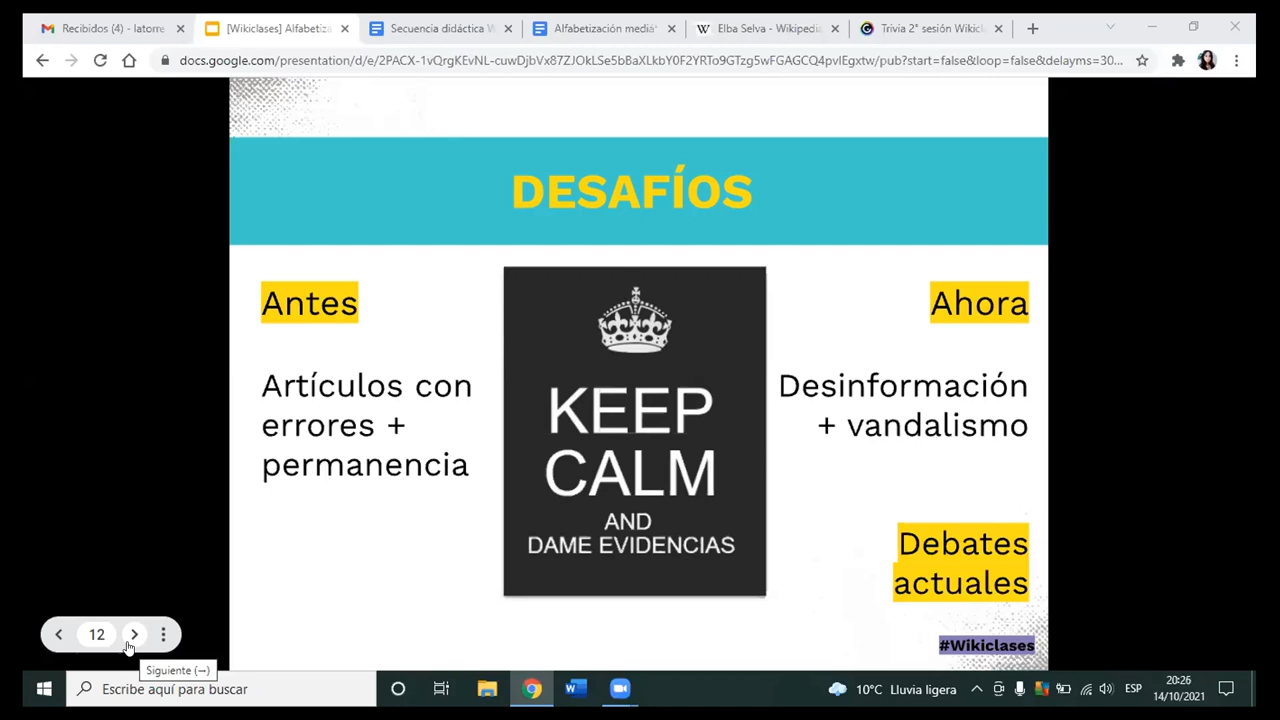 Recibidos (4) - latorre
[Wikiclases] Alfabetiza
Secuencia didáctica W
Alfabetización mediá
Elba Selva - Wikipedia
Trivia 2° sesión Wikicla
docs.google.com/presentation/d/e/2PACX-1vQrgKEvNL-cuwDjbVx87ZJOkLSe5bBaXLkbY0F2YRTo9GTzg5wFGAGCQ4pvIEgxtw/pub?start=false&loop=false&delayms=30...
DESAFÍOS
Antes
Artículos con
errores +
permanencia
KEEP
CALM
AND
DAME EVIDENCIAS
Ahora
Desinformación
+ vandalismo
Debates
actuales
#Wikiclases
12
Siguiente (→)
Escribe aquí para buscar
10°C Lluvia ligera
ESP
20:26
14/10/2021